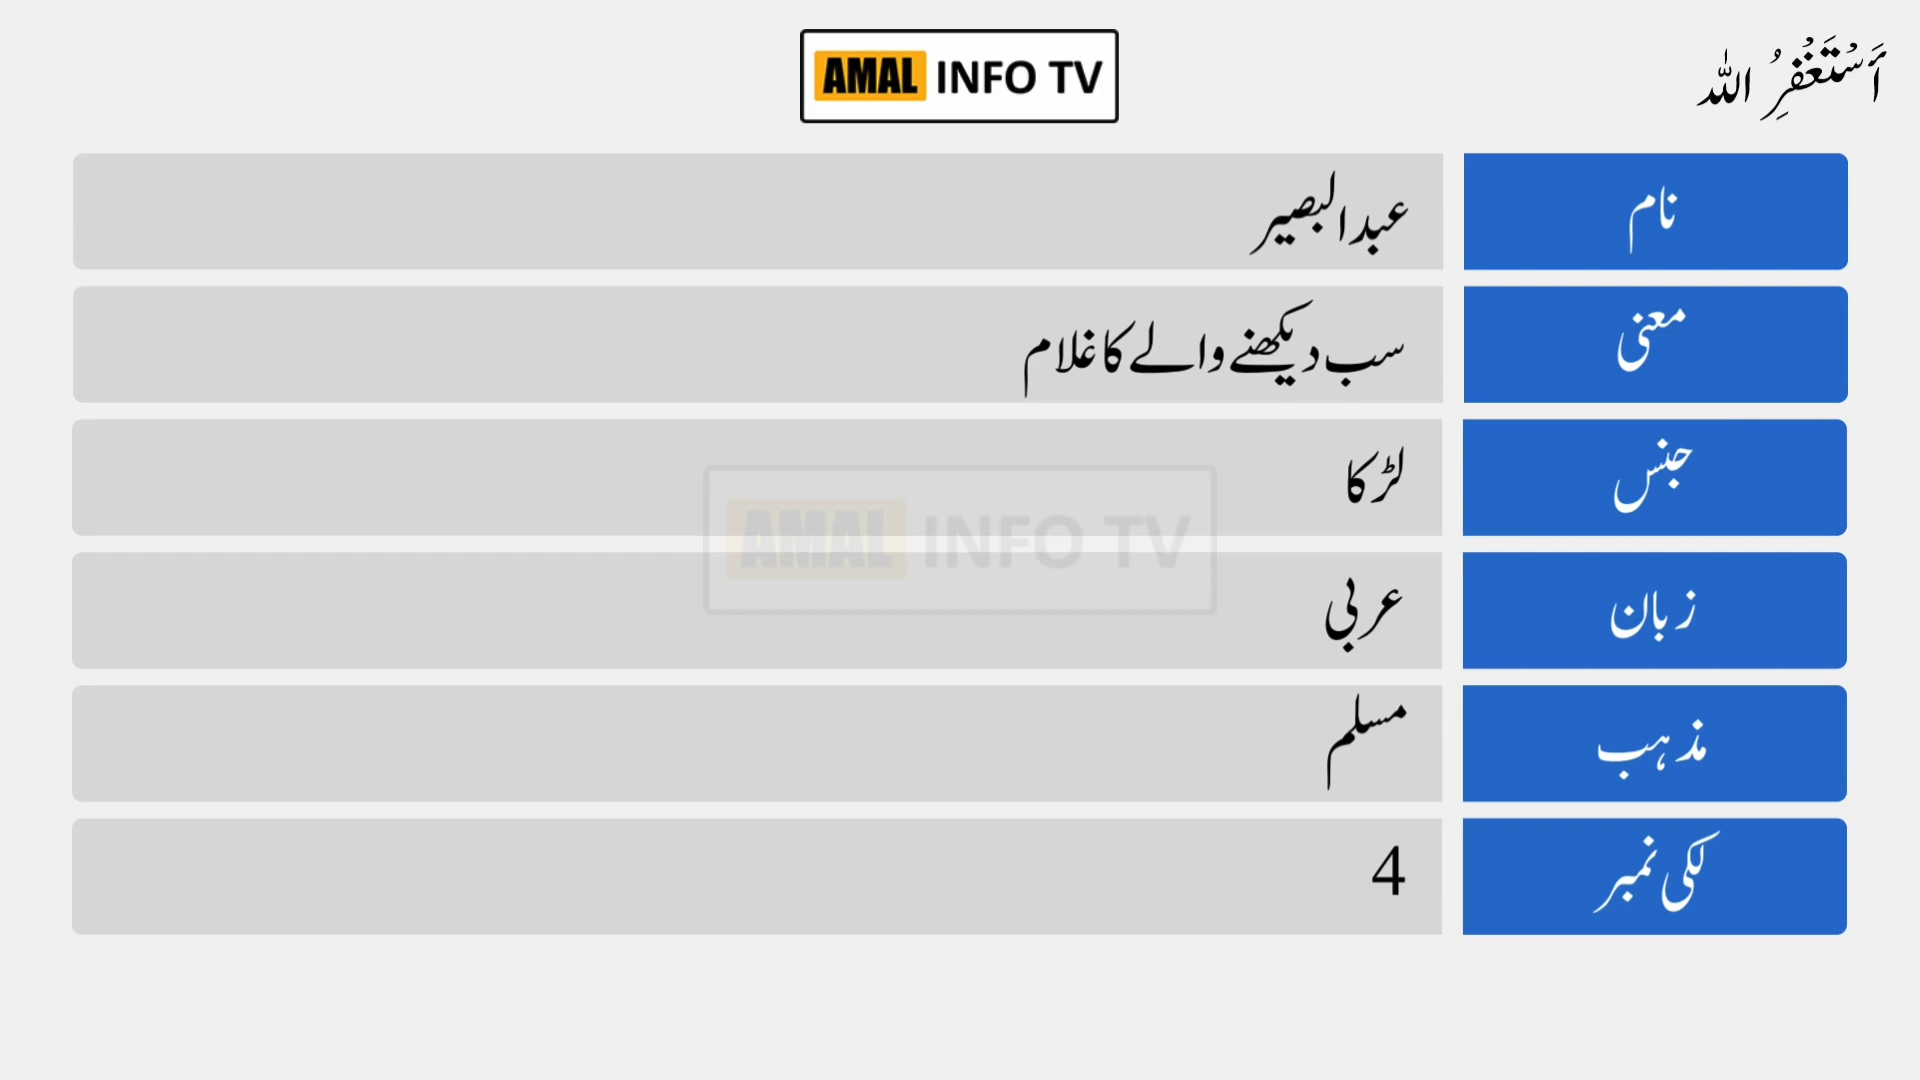 AMAL INFO TV
أَسْتَغْفِرُ اللّٰه
نام عبدالبصیر
معنی سب دیکھنے والے کا غلام
جنس لڑکا
AMAL INFO TV
زبان عربی
مذہب مسلم
لکی نمبر 4